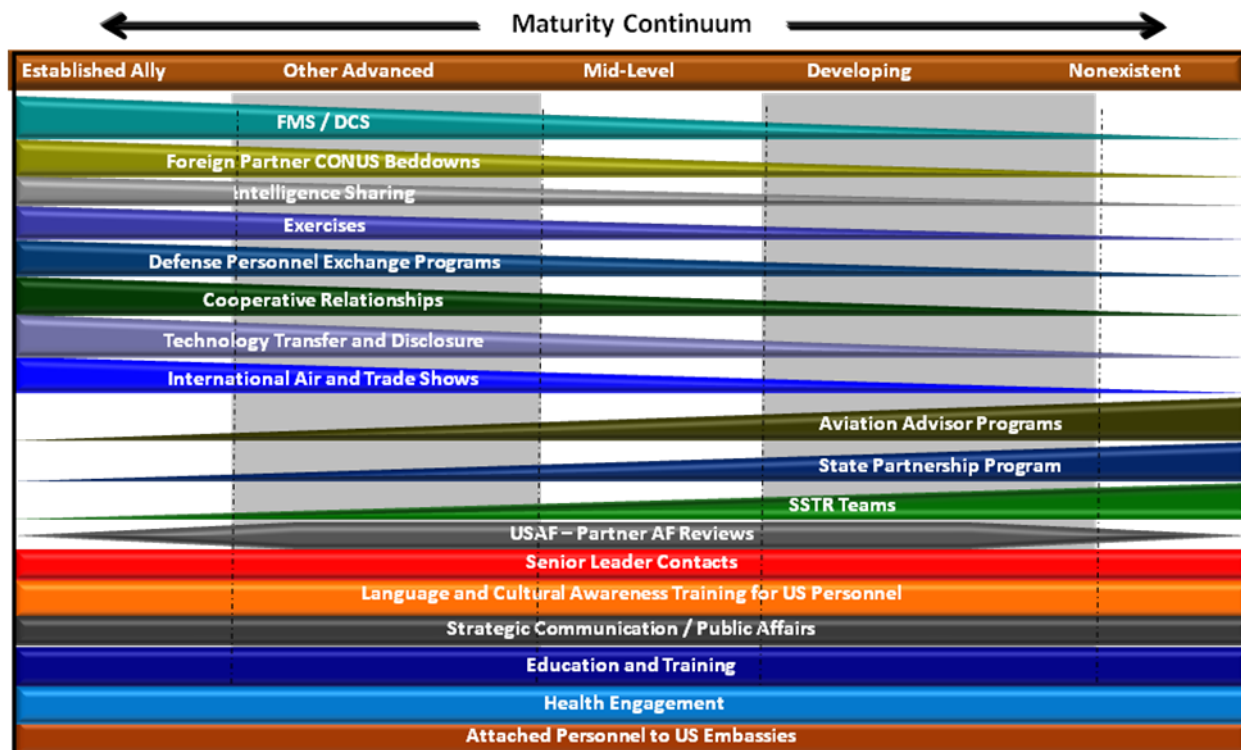 Maturity Continuum
Established Ally Other Advanced Mid-Level Developing Nonexistent
FMS / DCS
Foreign Partner CONUS Beddowns
Intelligence Sharing
Exercises
Defense Personnel Exchange Programs
Cooperative Relationships
Technology Transfer and Disclosure
International Air and Trade Shows
Aviation Advisor Programs
State Partnership Program
SSTR Teams
USAF – Partner AF Reviews
Senior Leader Contacts
Language and Cultural Awareness Training for US Personnel
Strategic Communication / Public Affairs
Education and Training
Health Engagement
Attached Personnel to US Embassies